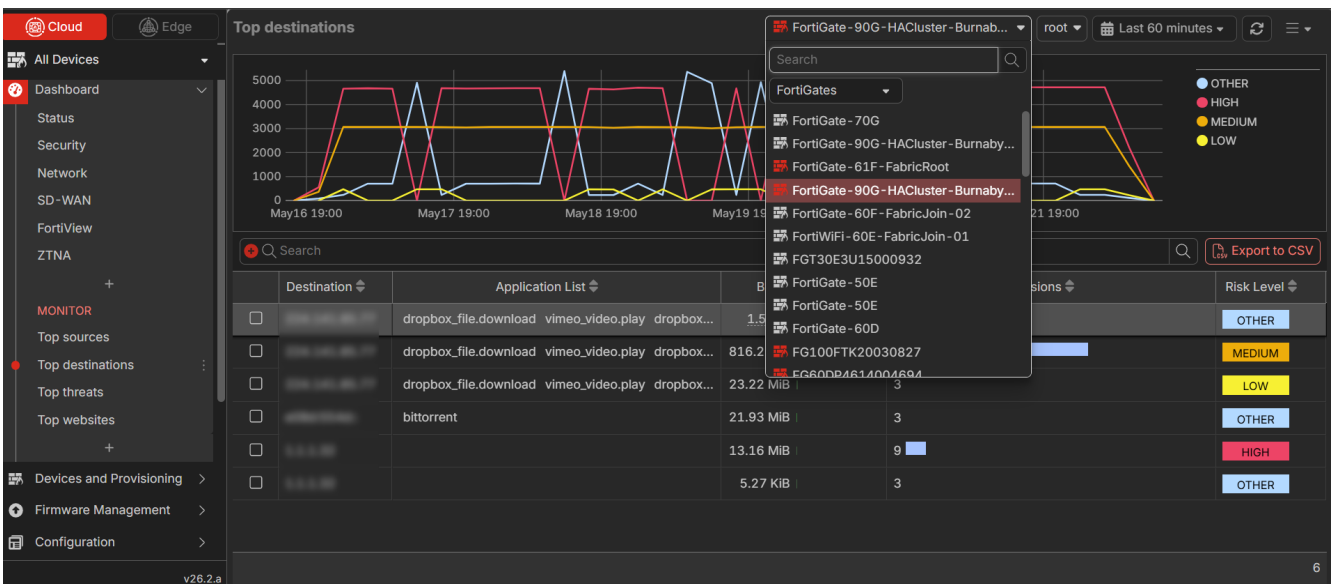 Cloud
Edge
Top destinations
FortiGate-90G-HACluster-Burnab...
root
Last 60 minutes
All Devices
Dashboard
Status
Security
Network
SD-WAN
FortiView
ZTNA
+
MONITOR
Top sources
Top destinations
Top threats
Top websites
+
Devices and Provisioning
Firmware Management
Configuration
v26.2.a
5000
4000
3000
2000
1000
0
May16 19:00
May17 19:00
May18 19:00
May19 19
21 19:00
OTHER
HIGH
MEDIUM
LOW
Search
FortiGates
FortiGate-70G
FortiGate-90G-HACluster-Burnaby...
FortiGate-61F-FabricRoot
FortiGate-90G-HACluster-Burnaby...
FortiGate-60F-FabricJoin-02
FortiWiFi-60E-FabricJoin-01
FGT30E3U15000932
FortiGate-50E
FortiGate-50E
FortiGate-60D
FG100FTK20030827
FG60DP4614004694
Search
Export to CSV
Destination Application List B sions Risk Level
dropbox_file.download vimeo_video.play dropbox... 1.5 OTHER
dropbox_file.download vimeo_video.play dropbox... 816.2 MEDIUM
dropbox_file.download vimeo_video.play dropbox... 23.22 MiB 3 LOW
bittorrent 21.93 MiB 3 OTHER
13.16 MiB 9 HIGH
5.27 KiB 3 OTHER
6